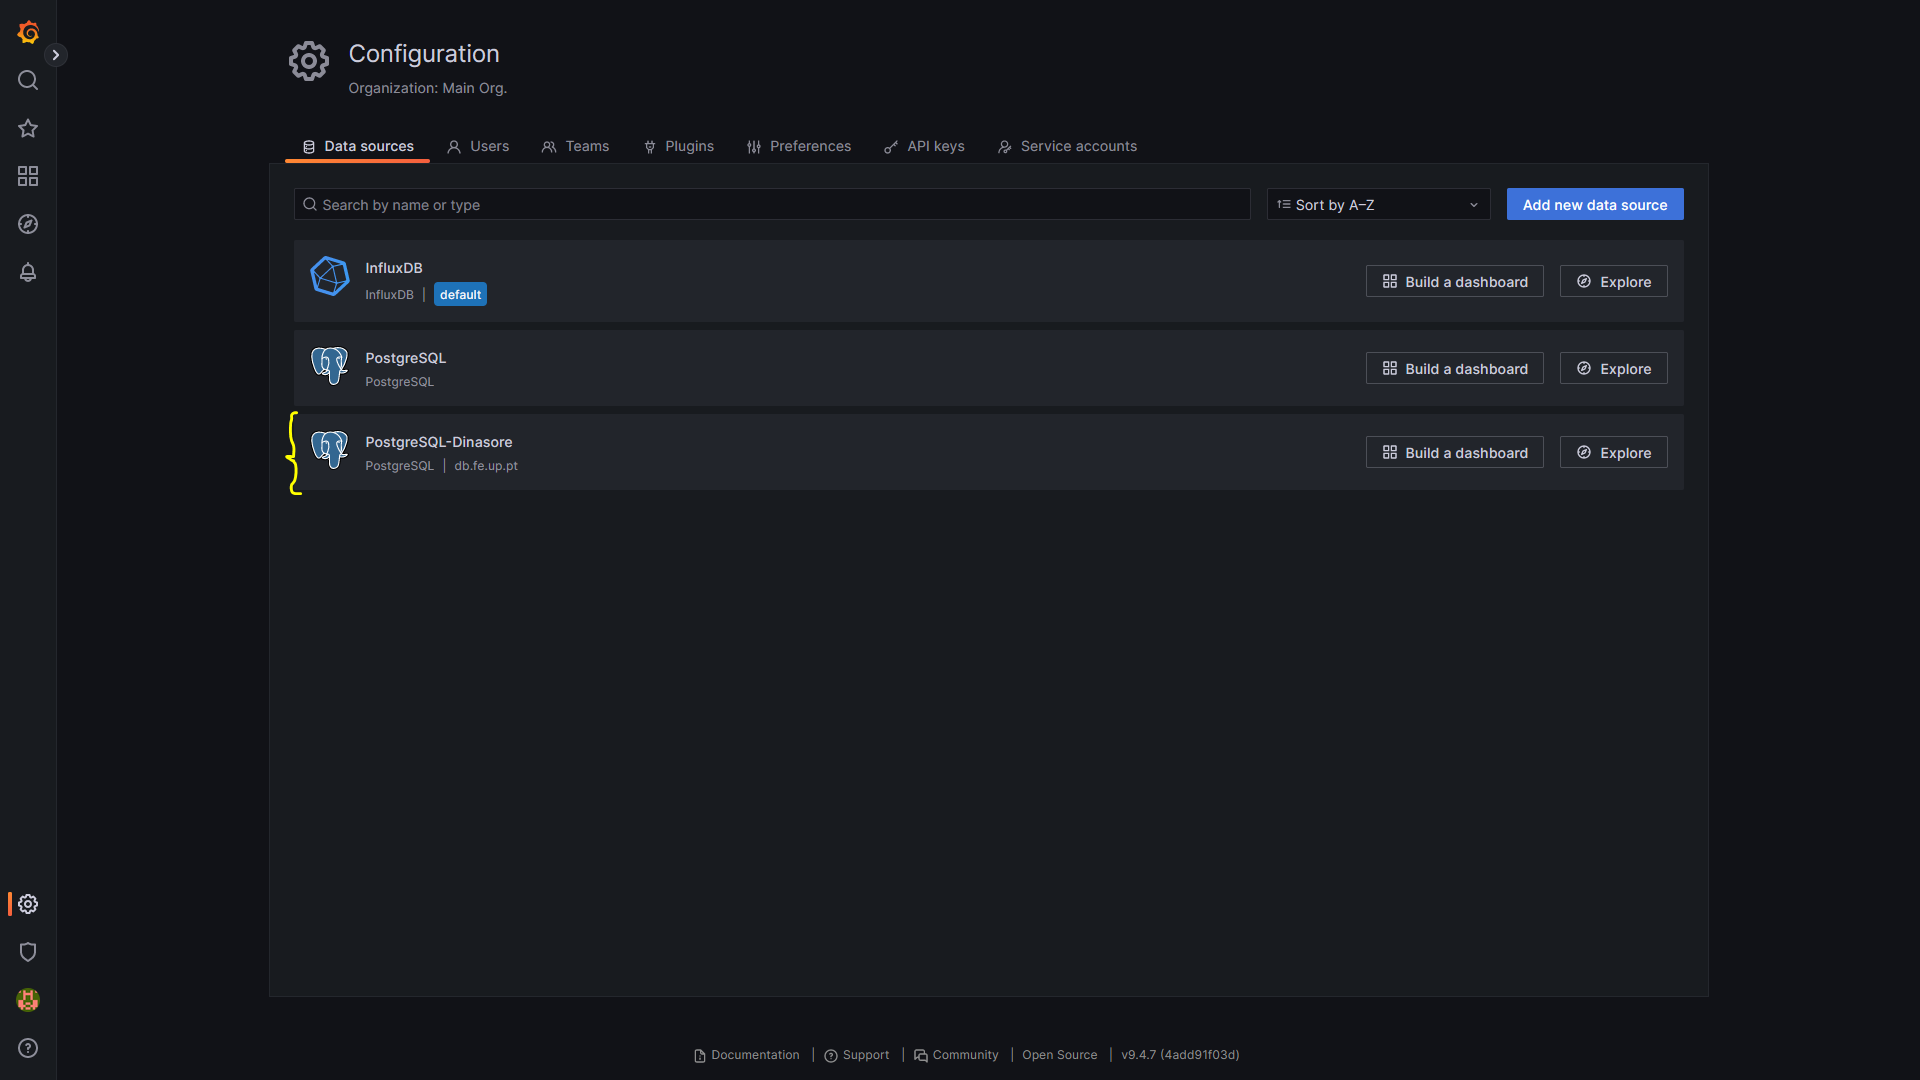 Configuration
Organization: Main Org.
Data sources Users Teams Plugins Preferences API keys Service accounts
Search by name or type Sort by A–Z Add new data source
InfluxDB
InfluxDB | default
Build a dashboard Explore
PostgreSQL
PostgreSQL
Build a dashboard Explore
PostgreSQL-Dinasore
PostgreSQL | db.fe.up.pt
Build a dashboard Explore
Documentation | Support | Community | Open Source | v9.4.7 (4add91f03d)